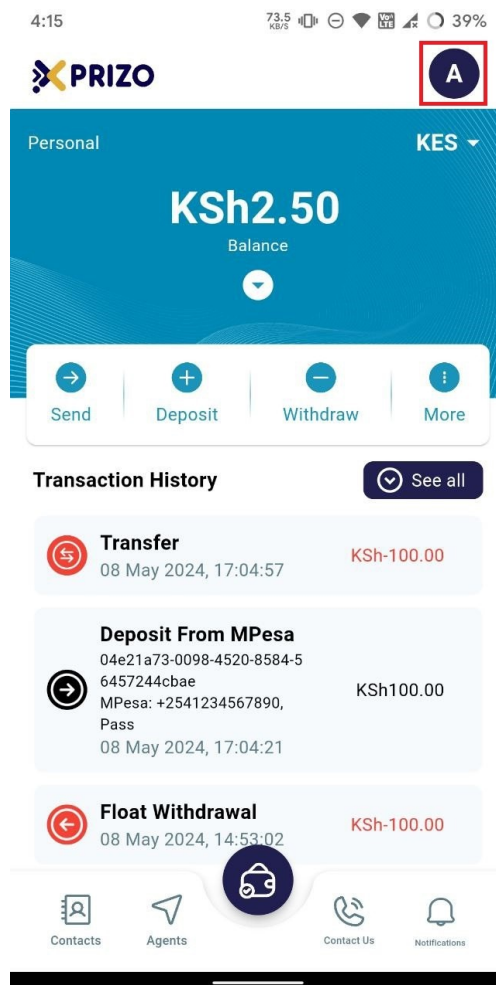 4:15
73.5 KB/S Vo LTE 39%
PRIZO
A
Personal
KES
KSh2.50
Balance
Send
Deposit
Withdraw
More
Transaction History
See all
Transfer
08 May 2024, 17:04:57
KSh-100.00
Deposit From MPesa
04e21a73-0098-4520-8584-5
6457244cbae
MPesa: +2541234567890,
Pass
08 May 2024, 17:04:21
KSh100.00
Float Withdrawal
08 May 2024, 14:53:02
KSh-100.00
Contacts
Agents
Contact Us
Notifications